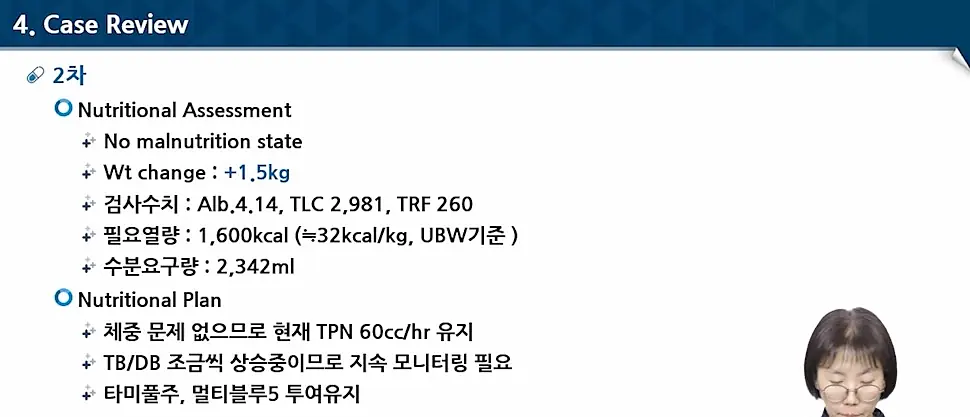 4. Case Review
2차
Nutritional Assessment
No malnutrition state
Wt change : +1.5kg
검사수치 : Alb.4.14, TLC 2,981, TRF 260
필요열량 : 1,600kcal (≒32kcal/kg, UBW기준 )
수분요구량 : 2,342ml
Nutritional Plan
체중 문제 없으므로 현재 TPN 60cc/hr 유지
TB/DB 조금씩 상승중이므로 지속 모니터링 필요
타미풀주, 멀티블루5 투여유지